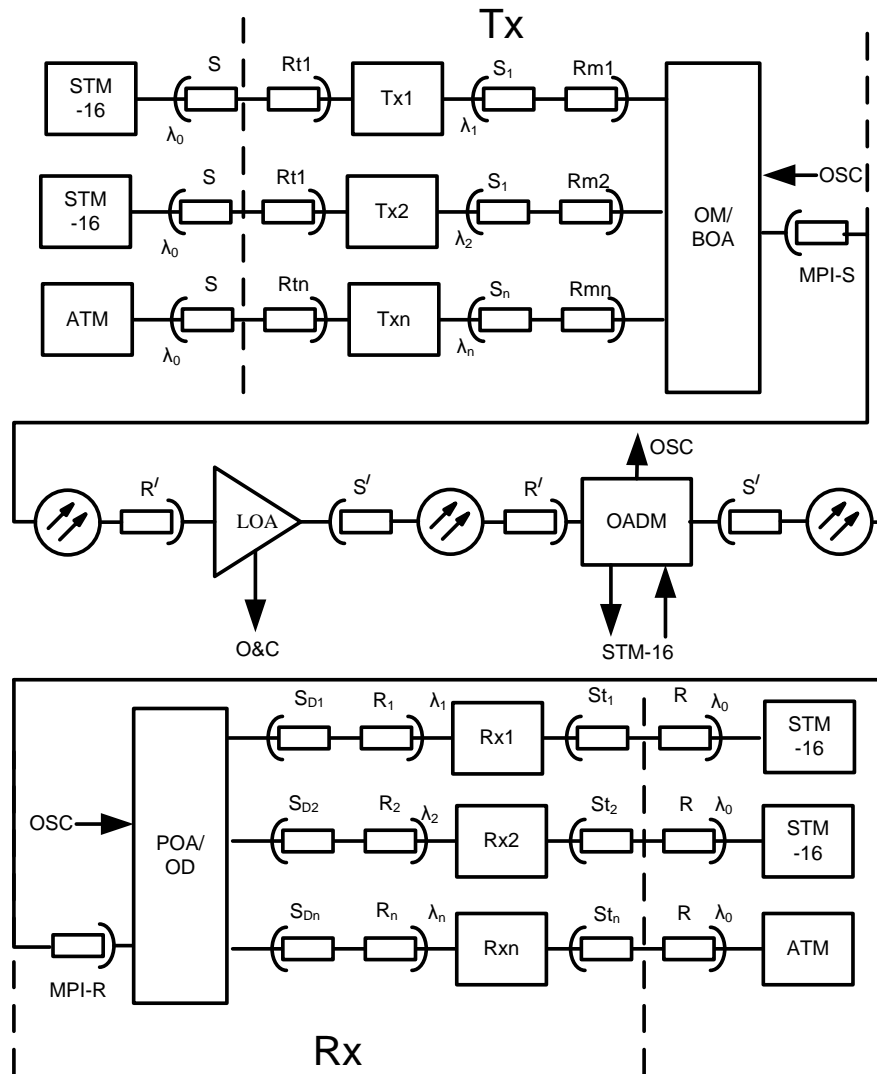 Tx
S Rt1 S₁ Rm1
STM
-16
Tx1
λ₀ λ₁
S Rt1 S₁ Rm2
STM
-16
Tx2
λ₀ λ₂
OSC
OM/
BOA
MPI-S
S Rtn Sₙ Rmn
ATM
Txn
λ₀ λₙ
OSC
R′ S′ R′ S′
LOA
OADM
O&C
STM-16
S_D1 R₁ λ₁ St₁ R λ₀
Rx1
STM
-16
S_D2 R₂ λ₂ St₂ R λ₀
OSC
POA/
OD
Rx2
STM
-16
S_Dn Rₙ λₙ Stₙ R λ₀
Rxn
ATM
MPI-R
Rx